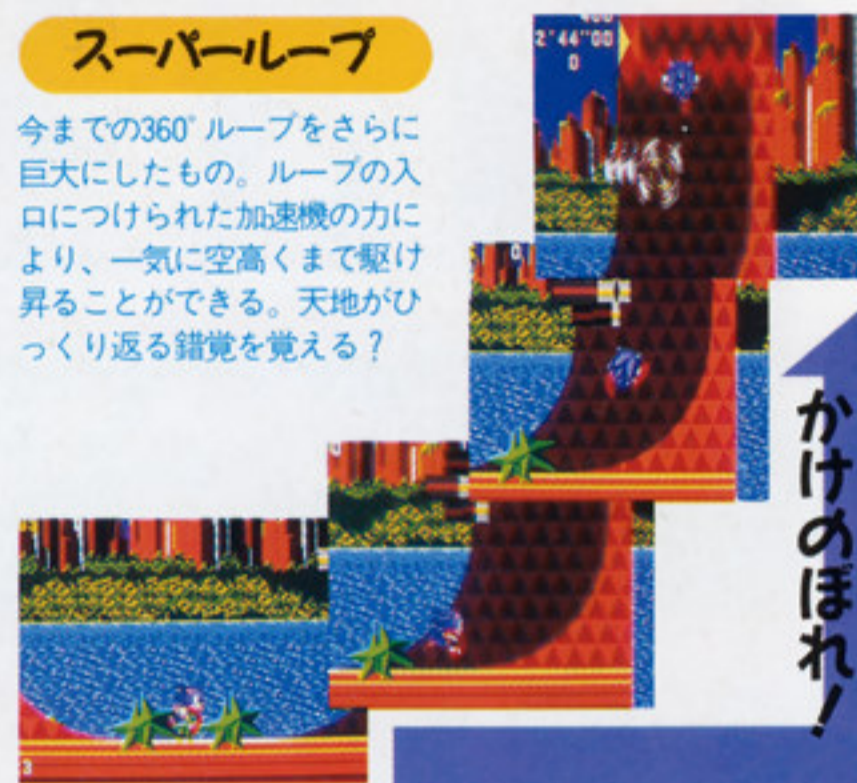 スーパーループ
今までの360°ループをさらに
巨大にしたもの。ループの入
口につけられた加速機の力に
より、一気に空高くまで駆け
昇ることができる。天地がひ
っくり返る錯覚を覚える?
2'44"00
0
0
3
かけのぼれ!